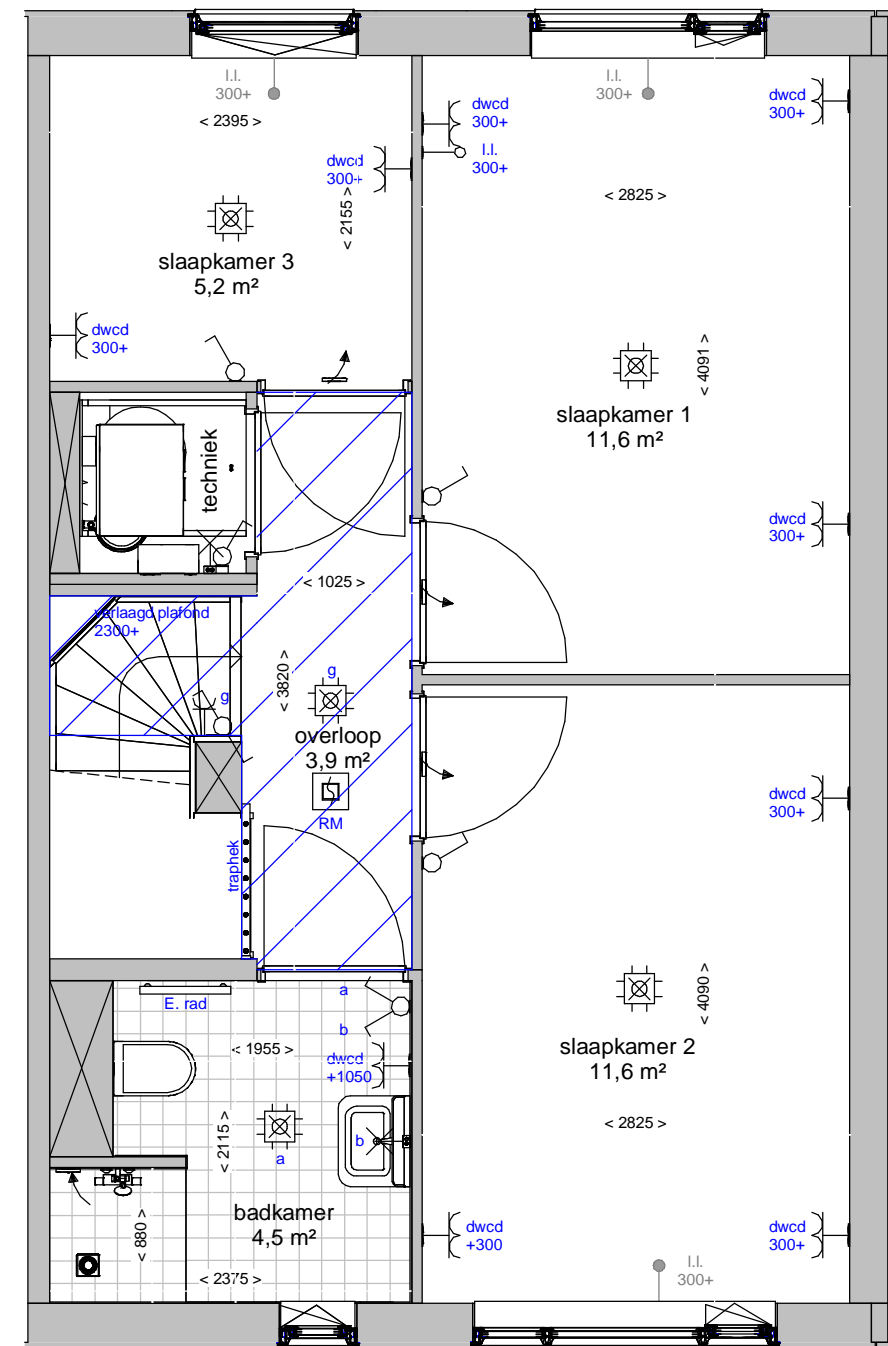 l.l.
300+
< 2395 >
dwcd
300+
< 2155 >
slaapkamer 3
5,2 m²
dwcd
300+
l.l.
300+
dwcd
300+
dwcd
300+
l.l.
300+
< 2825 >
< 4091 >
slaapkamer 1
11,6 m²
dwcd
300+
techniek
< 1025 >
verlaagd plafond
2300+
g
< 3820 >
g
overloop
3,9 m²
RM
traphek
dwcd
300+
< 4090 >
slaapkamer 2
11,6 m²
< 2825 >
dwcd
+300
dwcd
300+
l.l.
300+
E. rad
a
b
< 1955 >
dwcd
+1050
b
a
< 2115 >
badkamer
4,5 m²
< 880 >
< 2375 >